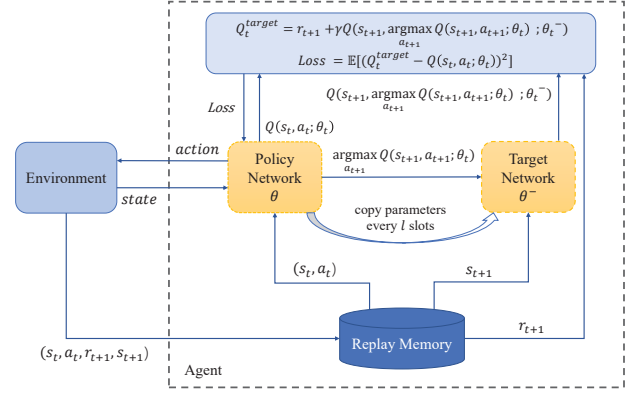 Q_t^{target} = r_{t+1} + γQ(s_{t+1}, argmax_{a_{t+1}} Q(s_{t+1}, a_{t+1}; θ_t) ; θ_t^-)
Loss = 𝔼[(Q_t^{target} − Q(s_t, a_t; θ_t))^2]
Loss
Q(s_{t+1}, argmax_{a_{t+1}} Q(s_{t+1}, a_{t+1}; θ_t) ; θ_t^-)
Q(s_t, a_t; θ_t)
action
Environment
state
Policy
Network
θ
argmax_{a_{t+1}} Q(s_{t+1}, a_{t+1}; θ_t)
Target
Network
θ^-
copy parameters
every l slots
(s_t, a_t)
s_{t+1}
Replay Memory
r_{t+1}
(s_t, a_t, r_{t+1}, s_{t+1})
Agent